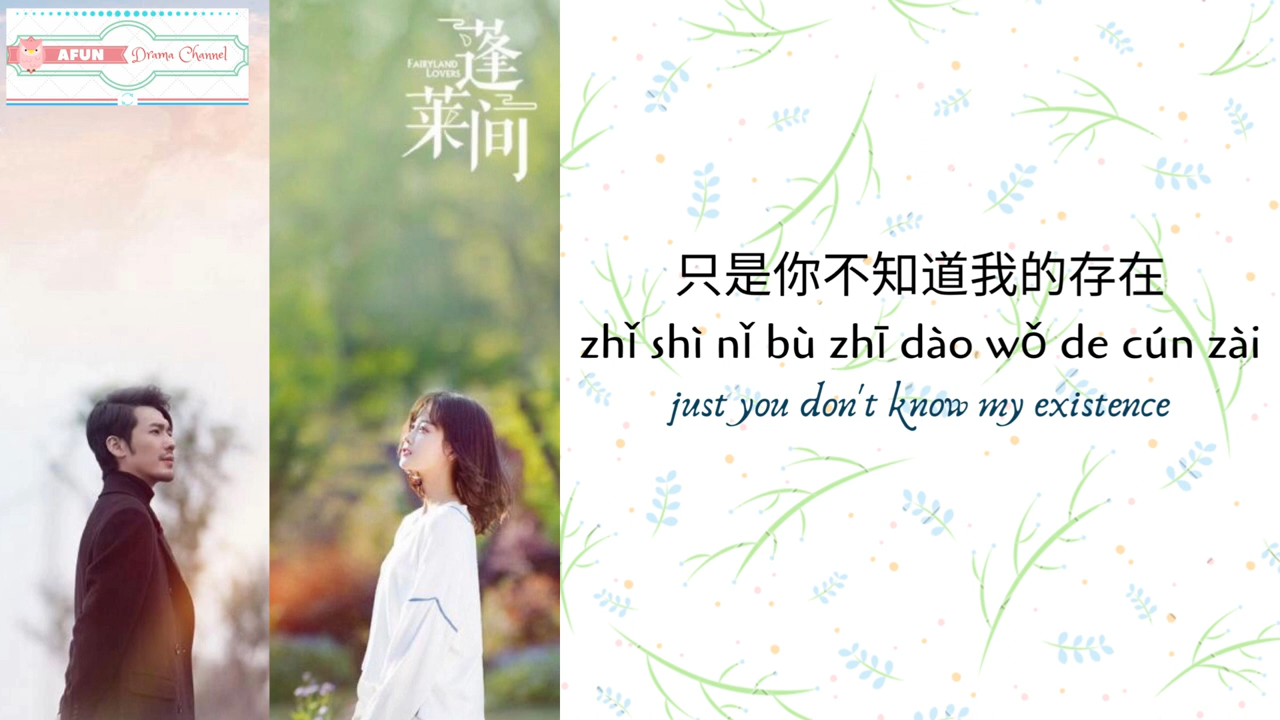 AFUN Drama Channel
FAIRYLAND
LOVERS
蓬
莱间
只是你不知道我的存在
zhǐ shì nǐ bù zhī dào wǒ de cún zài
just you don't know my existence